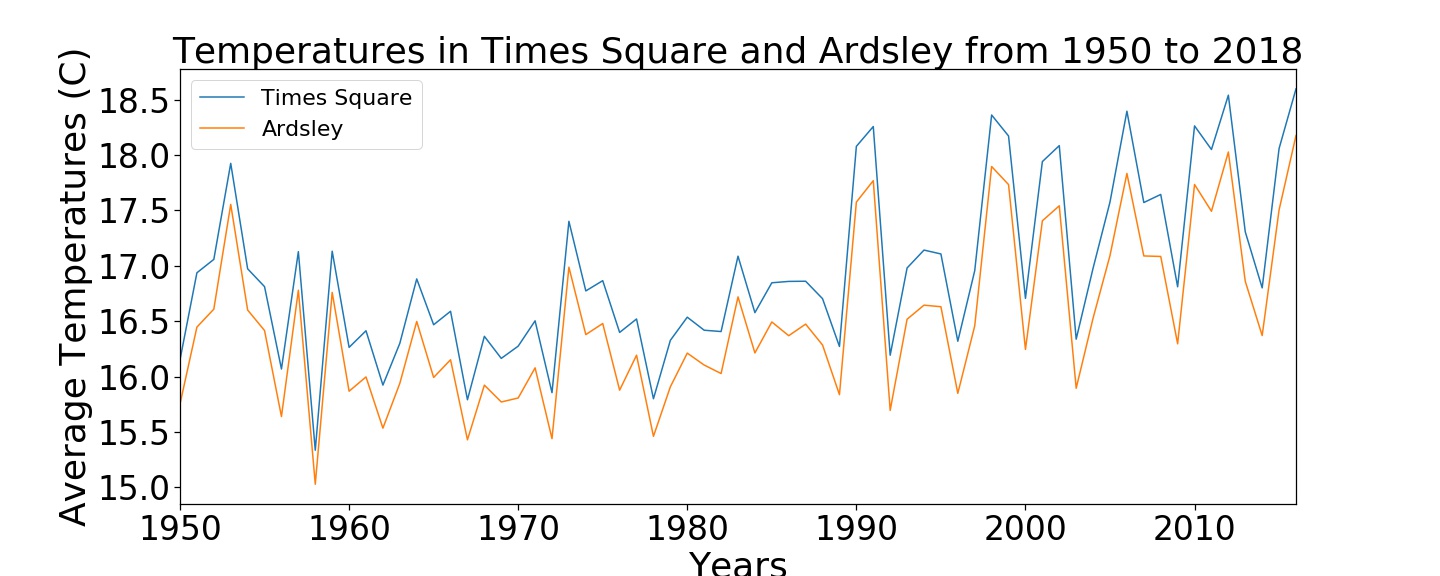 Temperatures in Times Square and Ardsley from 1950 to 2018
Average Temperatures (C)
18.5
18.0
17.5
17.0
16.5
16.0
15.5
15.0
Times Square
Ardsley
1950 1960 1970 1980 1990 2000 2010
Years